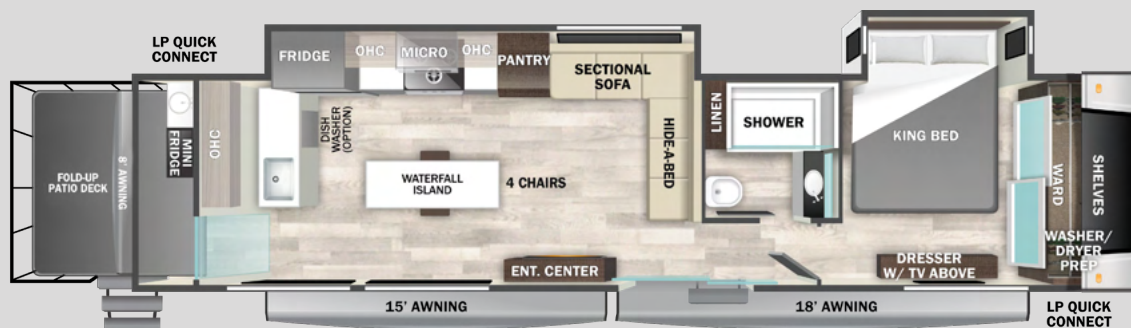 LP QUICK
CONNECT
FRIDGE
OHC
MICRO
OHC
PANTRY
SECTIONAL
SOFA
HIDE-A-BED
LINEN
SHOWER
KING BED
WARD
SHELVES
WASHER/
DRYER
PREP
FOLD-UP
PATIO DECK
8' AWNING
MINI
FRIDGE
OHC
DISH
WASHER
(OPTION)
WATERFALL
ISLAND
4 CHAIRS
ENT. CENTER
DRESSER
W/ TV ABOVE
15' AWNING
18' AWNING
LP QUICK
CONNECT